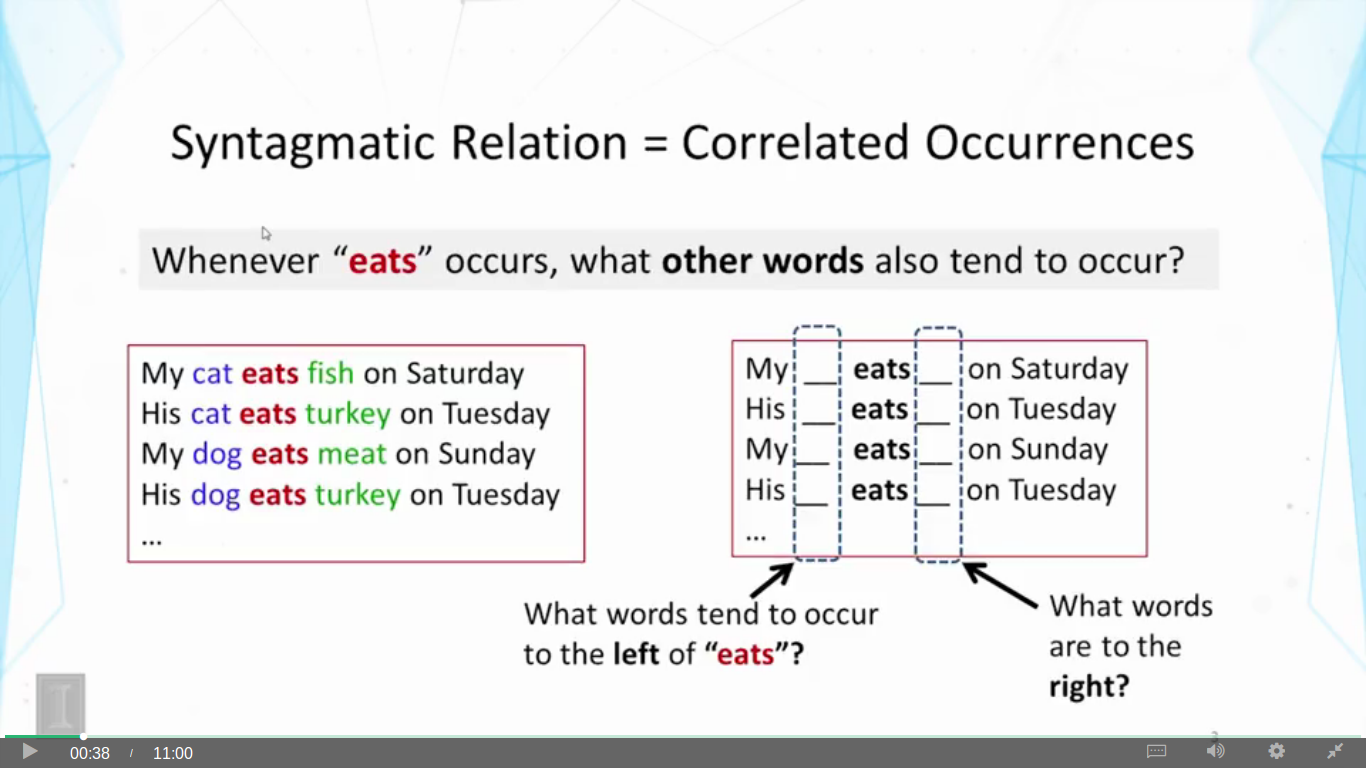 Syntagmatic Relation = Correlated Occurrences
Whenever “eats” occurs, what other words also tend to occur?
My cat eats fish on Saturday
His cat eats turkey on Tuesday
My dog eats meat on Sunday
His dog eats turkey on Tuesday
...
My __ eats __ on Saturday
His __ eats __ on Tuesday
My __ eats __ on Sunday
His __ eats __ on Tuesday
...
What words tend to occur
to the left of “eats”?
What words
are to the
right?
I
3
00:38 / 11:00